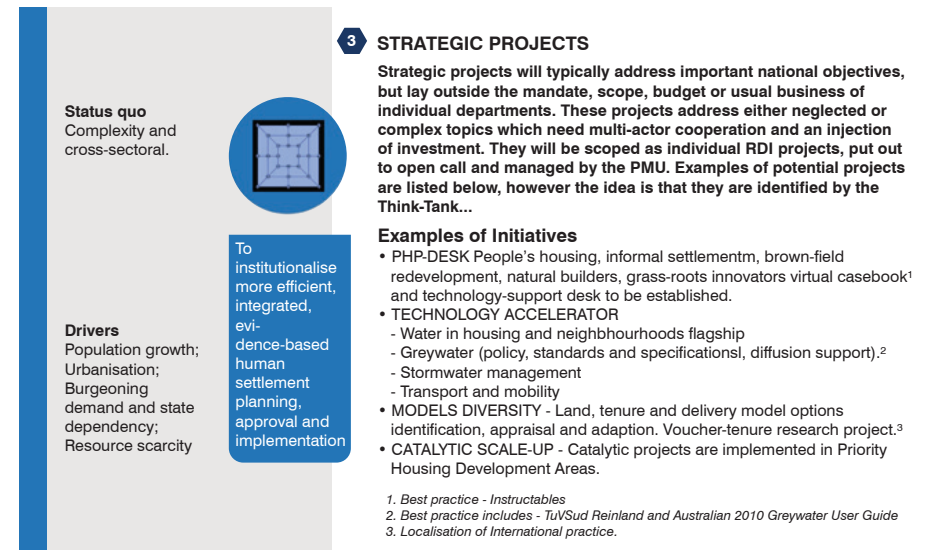 3 STRATEGIC PROJECTS
Strategic projects will typically address important national objectives,
but lay outside the mandate, scope, budget or usual business of
individual departments. These projects address either neglected or
complex topics which need multi-actor cooperation and an injection
of investment. They will be scoped as individual RDI projects, put out
to open call and managed by the PMU. Examples of potential projects
are listed below, however the idea is that they are identified by the
Think-Tank...
Status quo
Complexity and
cross-sectoral.
To
institutionalise
more efficient,
integrated,
evi-
dence-based
human
settlement
planning,
approval and
implementation
Drivers
Population growth;
Urbanisation;
Burgeoning
demand and state
dependency;
Resource scarcity
Examples of Initiatives
• PHP-DESK People's housing, informal settlementm, brown-field
redevelopment, natural builders, grass-roots innovators virtual casebook¹
and technology-support desk to be established.
• TECHNOLOGY ACCELERATOR
- Water in housing and neighbhourhoods flagship
- Greywater (policy, standards and specificationsl, diffusion support).²
- Stormwater management
- Transport and mobility
• MODELS DIVERSITY - Land, tenure and delivery model options
identification, appraisal and adaption. Voucher-tenure research project.³
• CATALYTIC SCALE-UP - Catalytic projects are implemented in Priority
Housing Development Areas.
1. Best practice - Instructables
2. Best practice includes - TuVSud Reinland and Australian 2010 Greywater User Guide
3. Localisation of International practice.